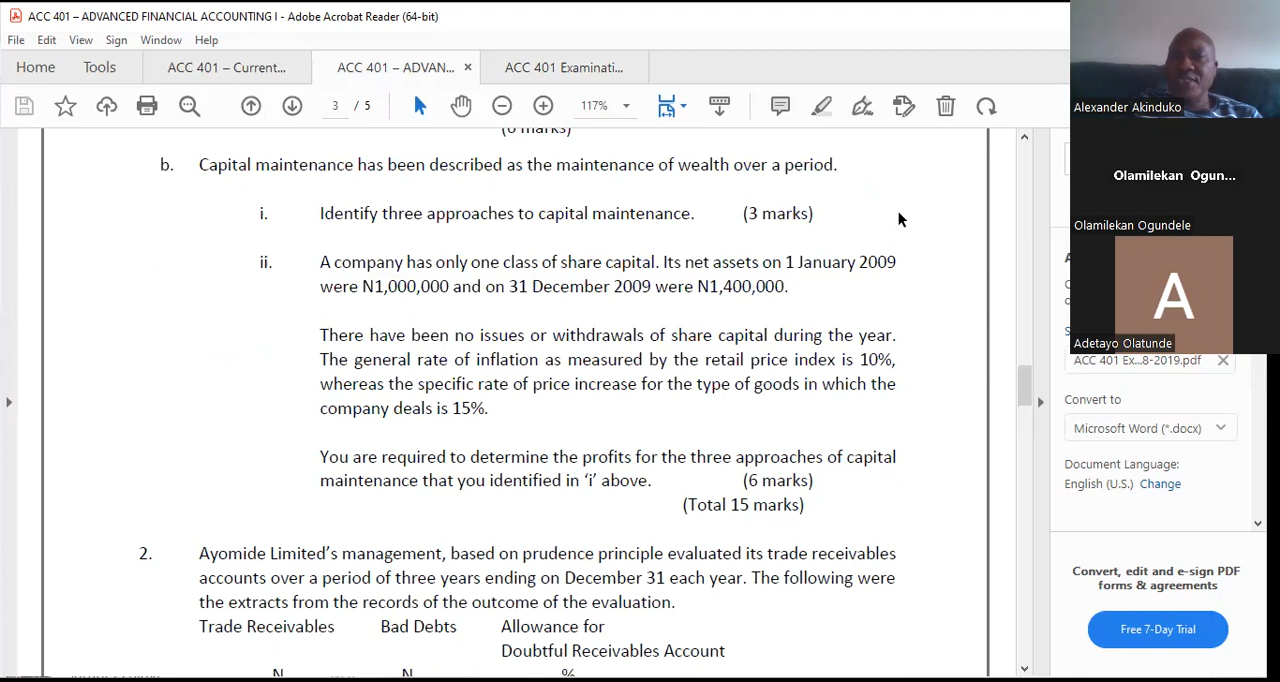 ACC 401 – ADVANCED FINANCIAL ACCOUNTING I - Adobe Acrobat Reader (64-bit)
File Edit View Sign Window Help
Home Tools ACC 401 – Current... ACC 401 – ADVAN... × ACC 401 Examinati...
3 / 5 117%
(6 marks)
b. Capital maintenance has been described as the maintenance of wealth over a period.
i. Identify three approaches to capital maintenance. (3 marks)
ii. A company has only one class of share capital. Its net assets on 1 January 2009
were N1,000,000 and on 31 December 2009 were N1,400,000.
There have been no issues or withdrawals of share capital during the year.
The general rate of inflation as measured by the retail price index is 10%,
whereas the specific rate of price increase for the type of goods in which the
company deals is 15%.
You are required to determine the profits for the three approaches of capital
maintenance that you identified in ‘i’ above. (6 marks)
(Total 15 marks)
2. Ayomide Limited’s management, based on prudence principle evaluated its trade receivables
accounts over a period of three years ending on December 31 each year. The following were
the extracts from the records of the outcome of the evaluation.
Trade Receivables Bad Debts Allowance for
Doubtful Receivables Account
N N %
Alexander Akinduko
Olamilekan Ogun...
Olamilekan Ogundele
A
Adetayo Olatunde
ACC 401 Ex...8-2019.pdf
Convert to
Microsoft Word (*.docx)
Document Language:
English (U.S.) Change
Convert, edit and e-sign PDF
forms & agreements
Free 7-Day Trial